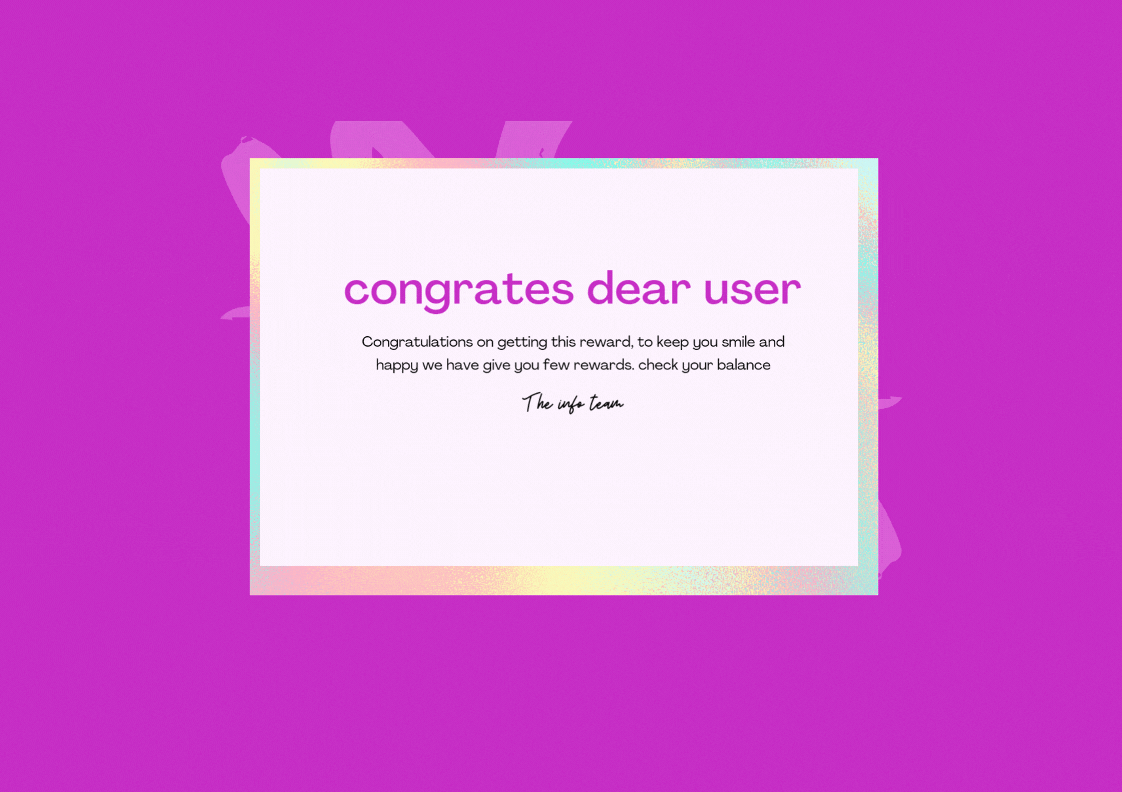 congrates dear user
Congratulations on getting this reward, to keep you smile and
happy we have give you few rewards. check your balance
The info team